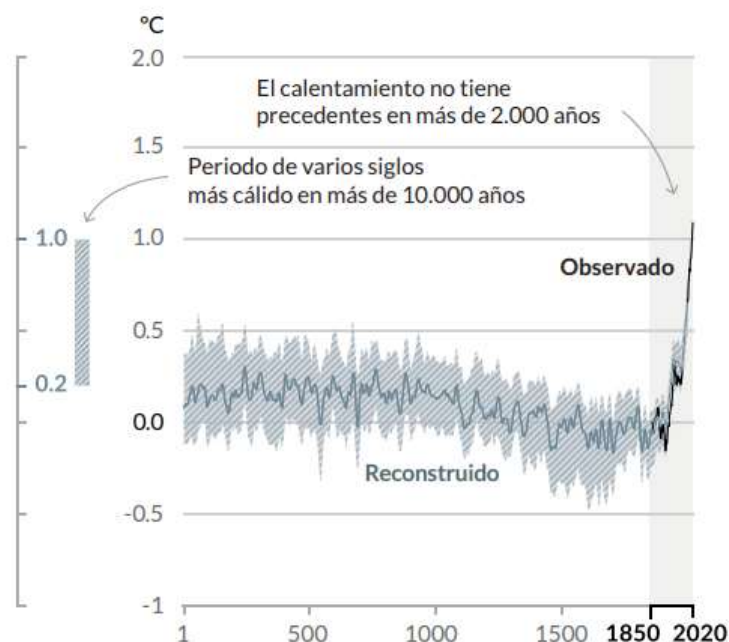 °C
2.0
El calentamiento no tiene
precedentes en más de 2.000 años
1.5
Periodo de varios siglos
más cálido en más de 10.000 años
1.0
1.0
Observado
0.5
0.2
0.0
Reconstruido
-0.5
-1
1 500 1000 1500 1850 2020